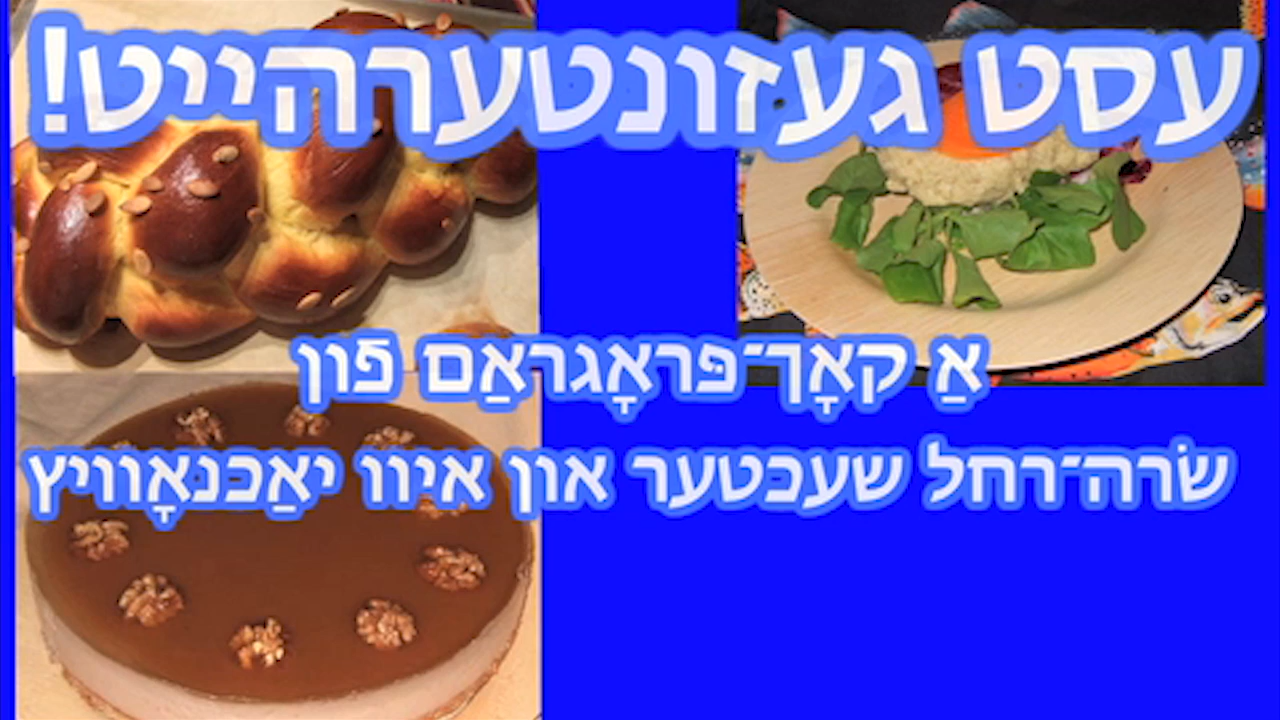 עסט געזונטערהייט!
אַ קאָך־פּראָגראַם פֿון
שׂרה־רחל שעכטער און איוו יאַכנאָוויץ